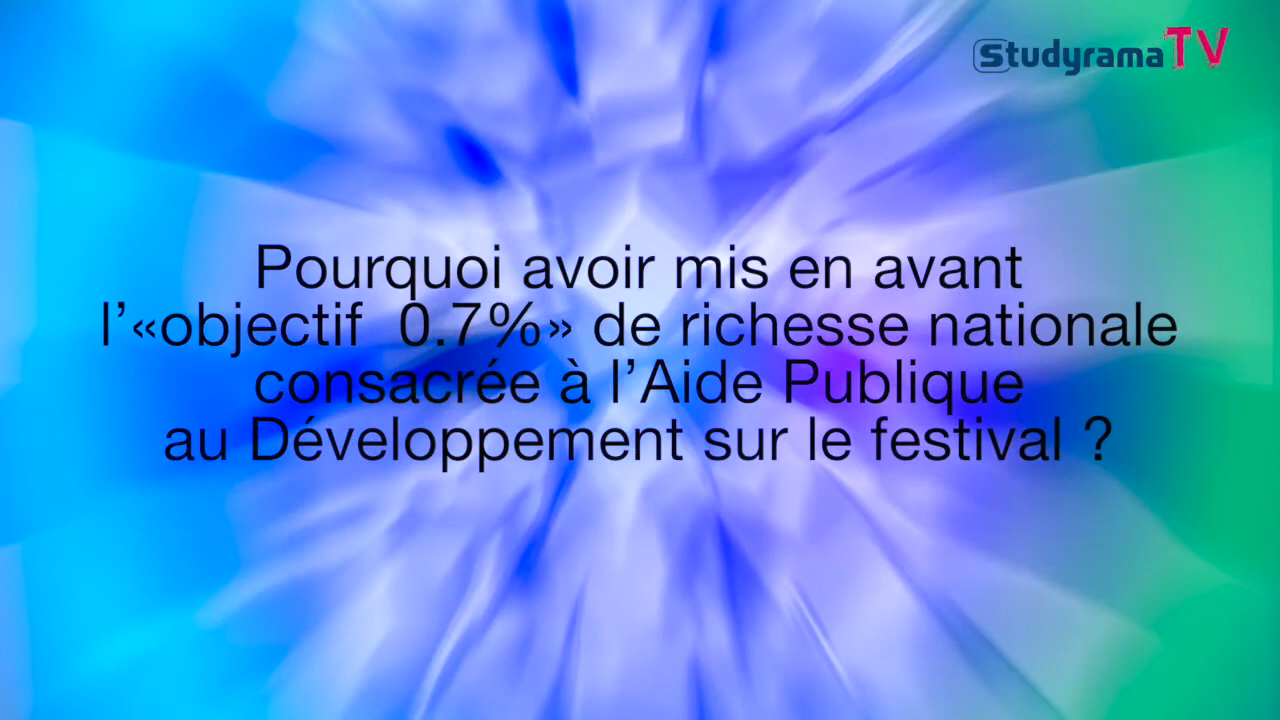 StudyramaTV
Pourquoi avoir mis en avant
l’«objectif  0.7%» de richesse nationale
consacrée à l’Aide Publique
au Développement sur le festival ?